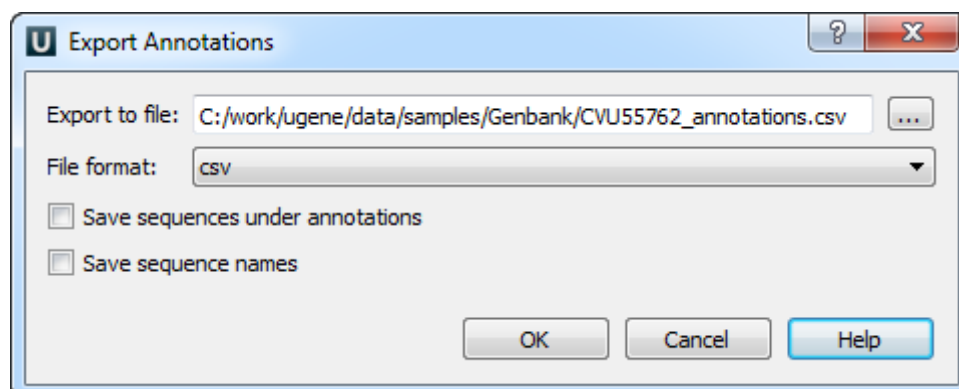 U Export Annotations ? X
Export to file: C:/work/ugene/data/samples/Genbank/CVU55762_annotations.csv ...
File format: csv
Save sequences under annotations
Save sequence names
OK Cancel Help